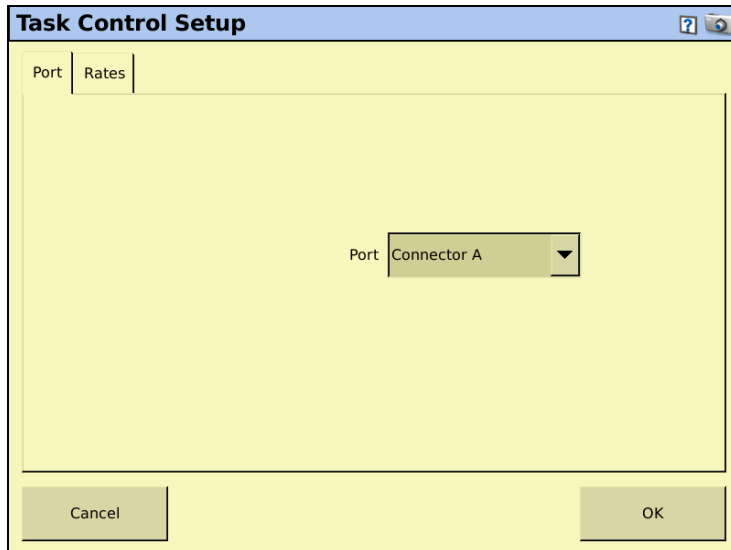 Task Control Setup
?
Port Rates
Port Connector A
Cancel OK